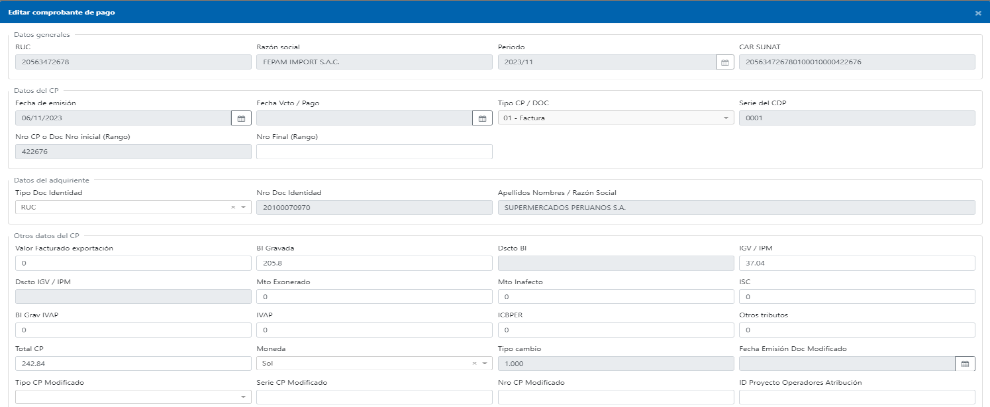 Editar comprobante de pago
Datos generales
RUC Razón social Periodo CAR SUNAT
20563472678 FEPAM IMPORT S.A.C. 2023/11 205634726780100010000422676
Datos del CP
Fecha de emisión Fecha Vcto / Pago Tipo CP / DOC Serie del CDP
06/11/2023 01 - Factura 0001
Nro CP o Doc Nro inicial (Rango) Nro Final (Rango)
422676
Datos del adquirinte
Tipo Doc Identidad Nro Doc Identidad Apellidos Nombres / Razón Social
RUC 20100070970 SUPERMERCADOS PERUANOS S.A.
Otros datos del CP
Valor Facturado exportación BI Gravada Dscto BI IGV / IPM
0 205.8 37.04
Dscto IGV / IPM Mto Exonerado Mto Inafecto ISC
0 0 0
BI Grav IVAP IVAP ICBPER Otros tributos
0 0 0 0
Total CP Moneda Tipo cambio Fecha Emisión Doc Modificado
242.84 Sol 1.000
Tipo CP Modificado Serie CP Modificado Nro CP Modificado ID Proyecto Operadores Atribución